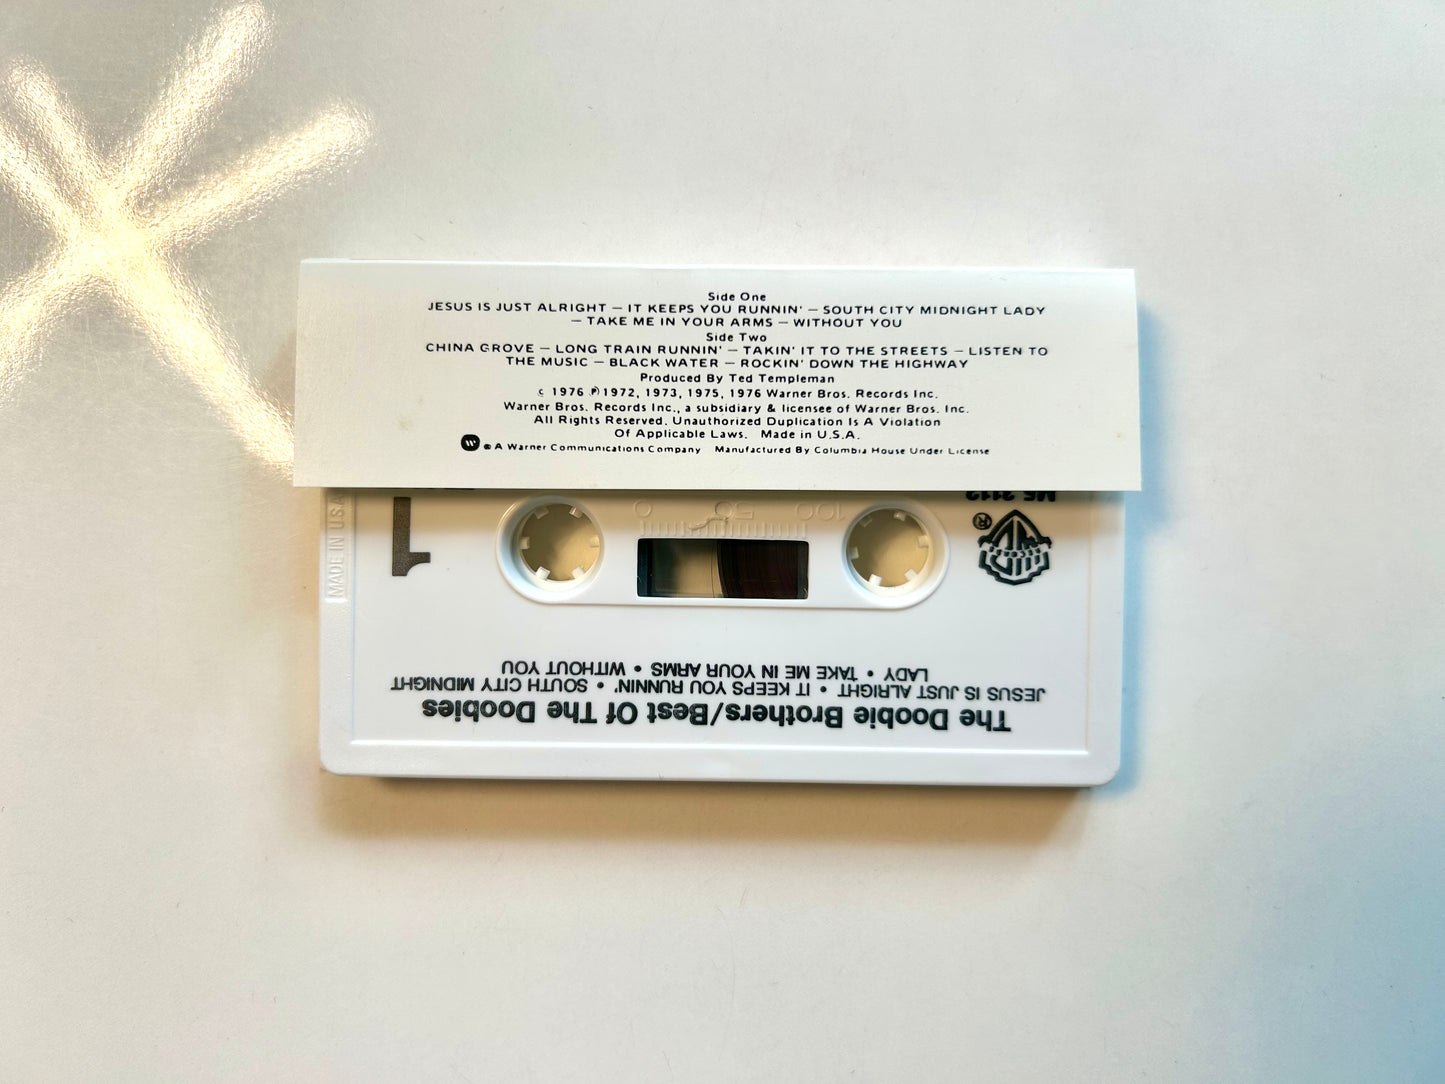 Side One
JESUS IS JUST ALRIGHT — IT KEEPS YOU RUNNIN' — SOUTH CITY MIDNIGHT LADY
— TAKE ME IN YOUR ARMS — WITHOUT YOU
Side Two
CHINA GROVE — LONG TRAIN RUNNIN' — TAKIN' IT TO THE STREETS — LISTEN TO
THE MUSIC — BLACK WATER — ROCKIN' DOWN THE HIGHWAY
Produced By Ted Templeman
© 1976 ℗ 1972, 1973, 1975, 1976 Warner Bros. Records Inc.
Warner Bros. Records Inc., a subsidiary & licensee of Warner Bros. Inc.
All Rights Reserved. Unauthorized Duplication Is A Violation
Of Applicable Laws. Made in U.S.A.
® A Warner Communications Company Manufactured By Columbia House Under License
The Doobie Brothers/Best Of The Doobies
JESUS IS JUST ALRIGHT • IT KEEPS YOU RUNNIN', • SOUTH CITY MIDNIGHT
LADY • TAKE ME IN YOUR ARMS • WITHOUT YOU
1
100 50 0
®
MADE IN U.S.A.